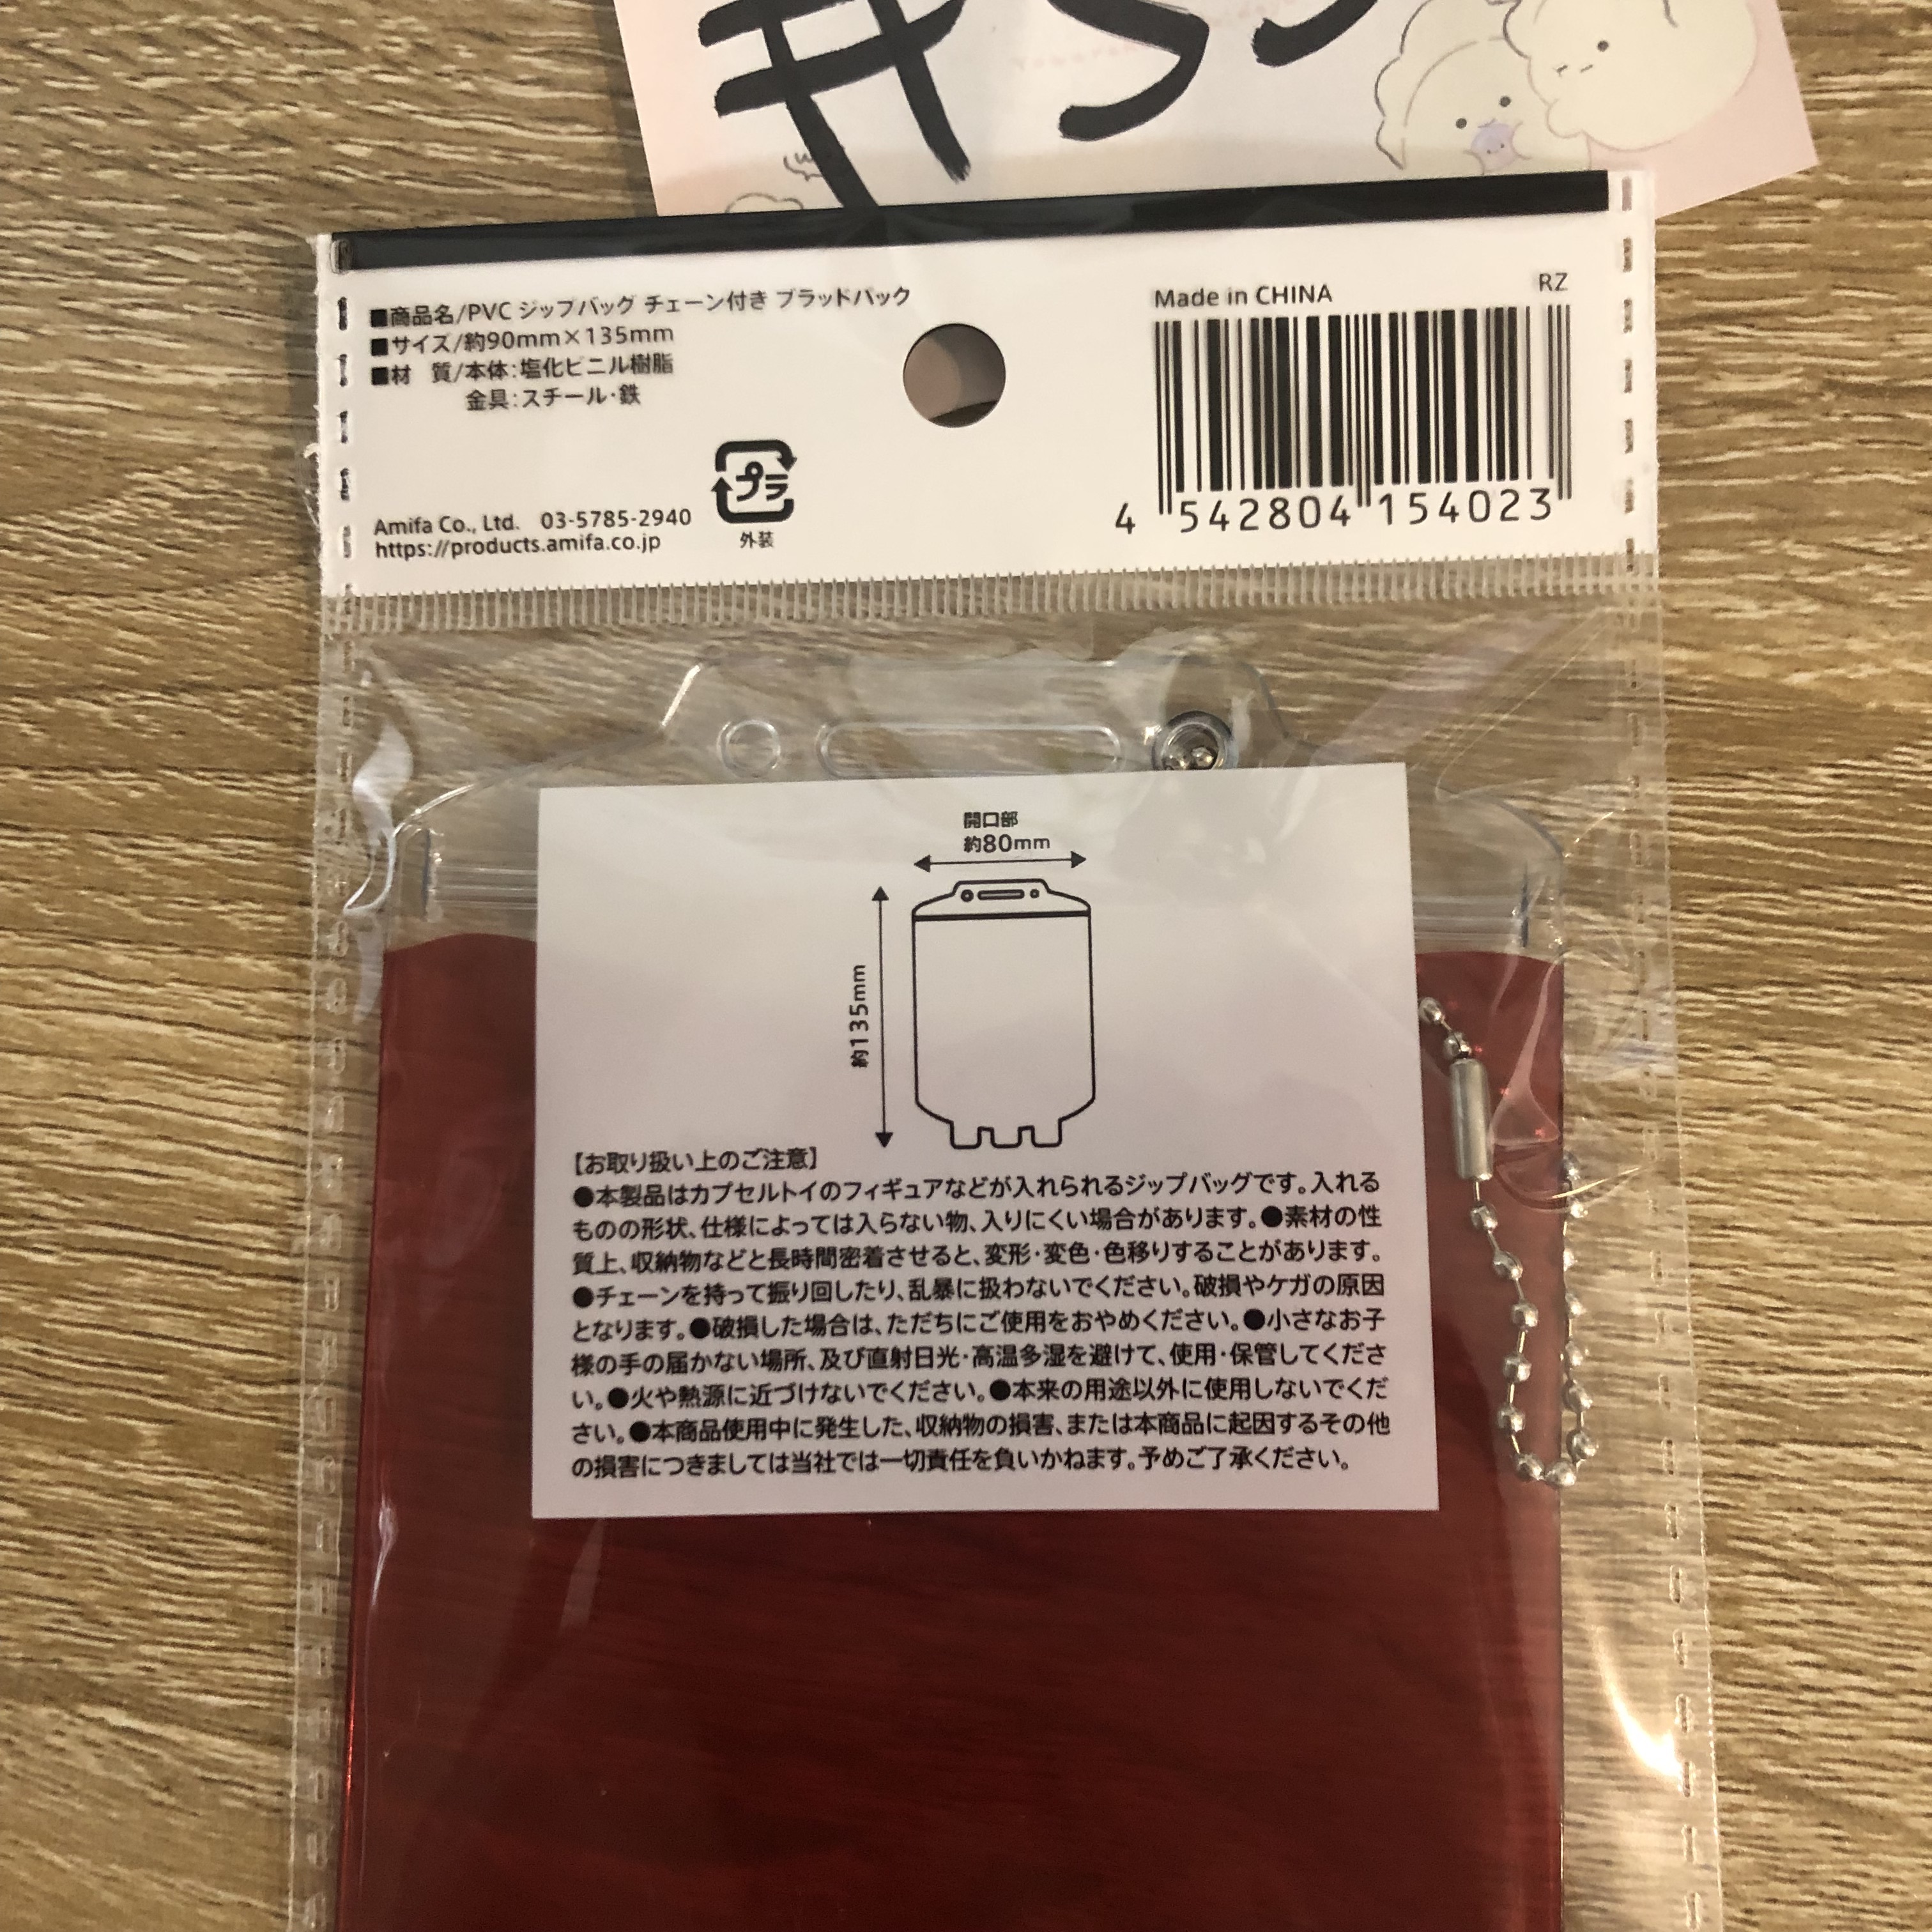 ■商品名/PVC ジップバッグ チェーン付き ブラッドパック
■サイズ/約90mm×135mm
■材 質/本体:塩化ビニル樹脂
金具:スチール・鉄
Amifa Co., Ltd. 03-5785-2940
https://products.amifa.co.jp
プラ
外装
Made in CHINA
RZ
4 542804 154023
開口部
約80mm
約135mm
【お取り扱い上のご注意】
●本製品はカプセルトイのフィギュアなどが入れられるジップバッグです。入れる
ものの形状、仕様によっては入らない物、入りにくい場合があります。●素材の性
質上、収納物などと長時間密着させると、変形・変色・色移りすることがあります。
●チェーンを持って振り回したり、乱暴に扱わないでください。破損やケガの原因
となります。●破損した場合は、ただちにご使用をおやめください。●小さなお子
様の手の届かない場所、及び直射日光・高温多湿を避けて、使用・保管してくださ
い。●火や熱源に近づけないでください。●本来の用途以外に使用しないでくだ
さい。●本商品使用中に発生した、収納物の損害、または本商品に起因するその他
の損害につきましては当社では一切責任を負いかねます。予めご了承ください。